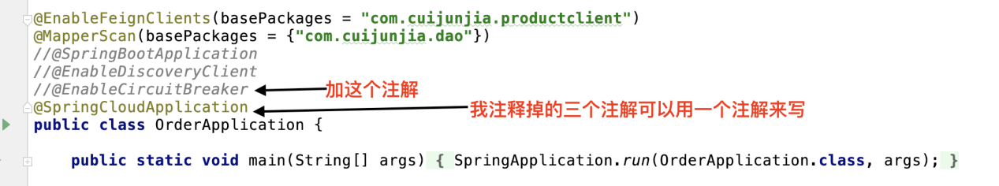 @EnableFeignClients(basePackages = "com.cuijunjia.productclient")
@MapperScan(basePackages = {"com.cuijunjia.dao"})
//@SpringBootApplication
//@EnableDiscoveryClient
//@EnableCircuitBreaker 加这个注解
@SpringCloudApplication 我注释掉的三个注解可以用一个注解来写
public class OrderApplication {
public static void main(String[] args) { SpringApplication.run(OrderApplication.class, args); }